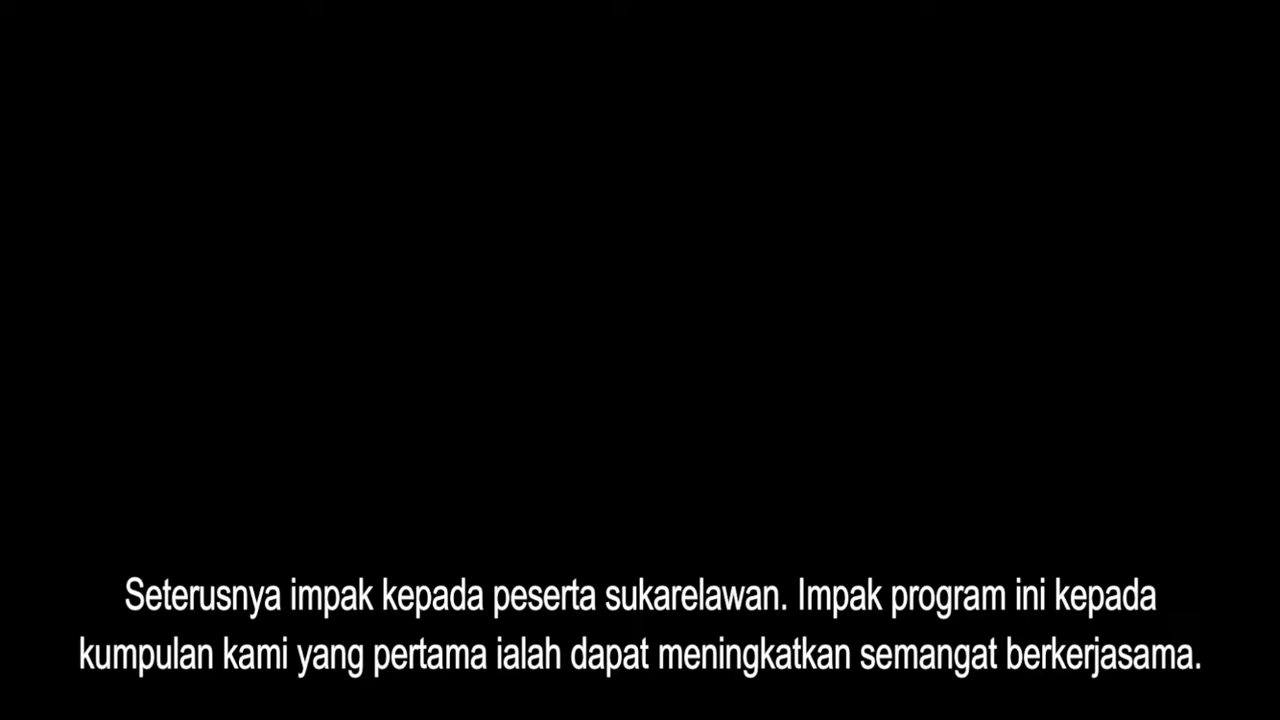 Seterusnya impak kepada peserta sukarelawan. Impak program ini kepada
kumpulan kami yang pertama ialah dapat meningkatkan semangat berkerjasama.